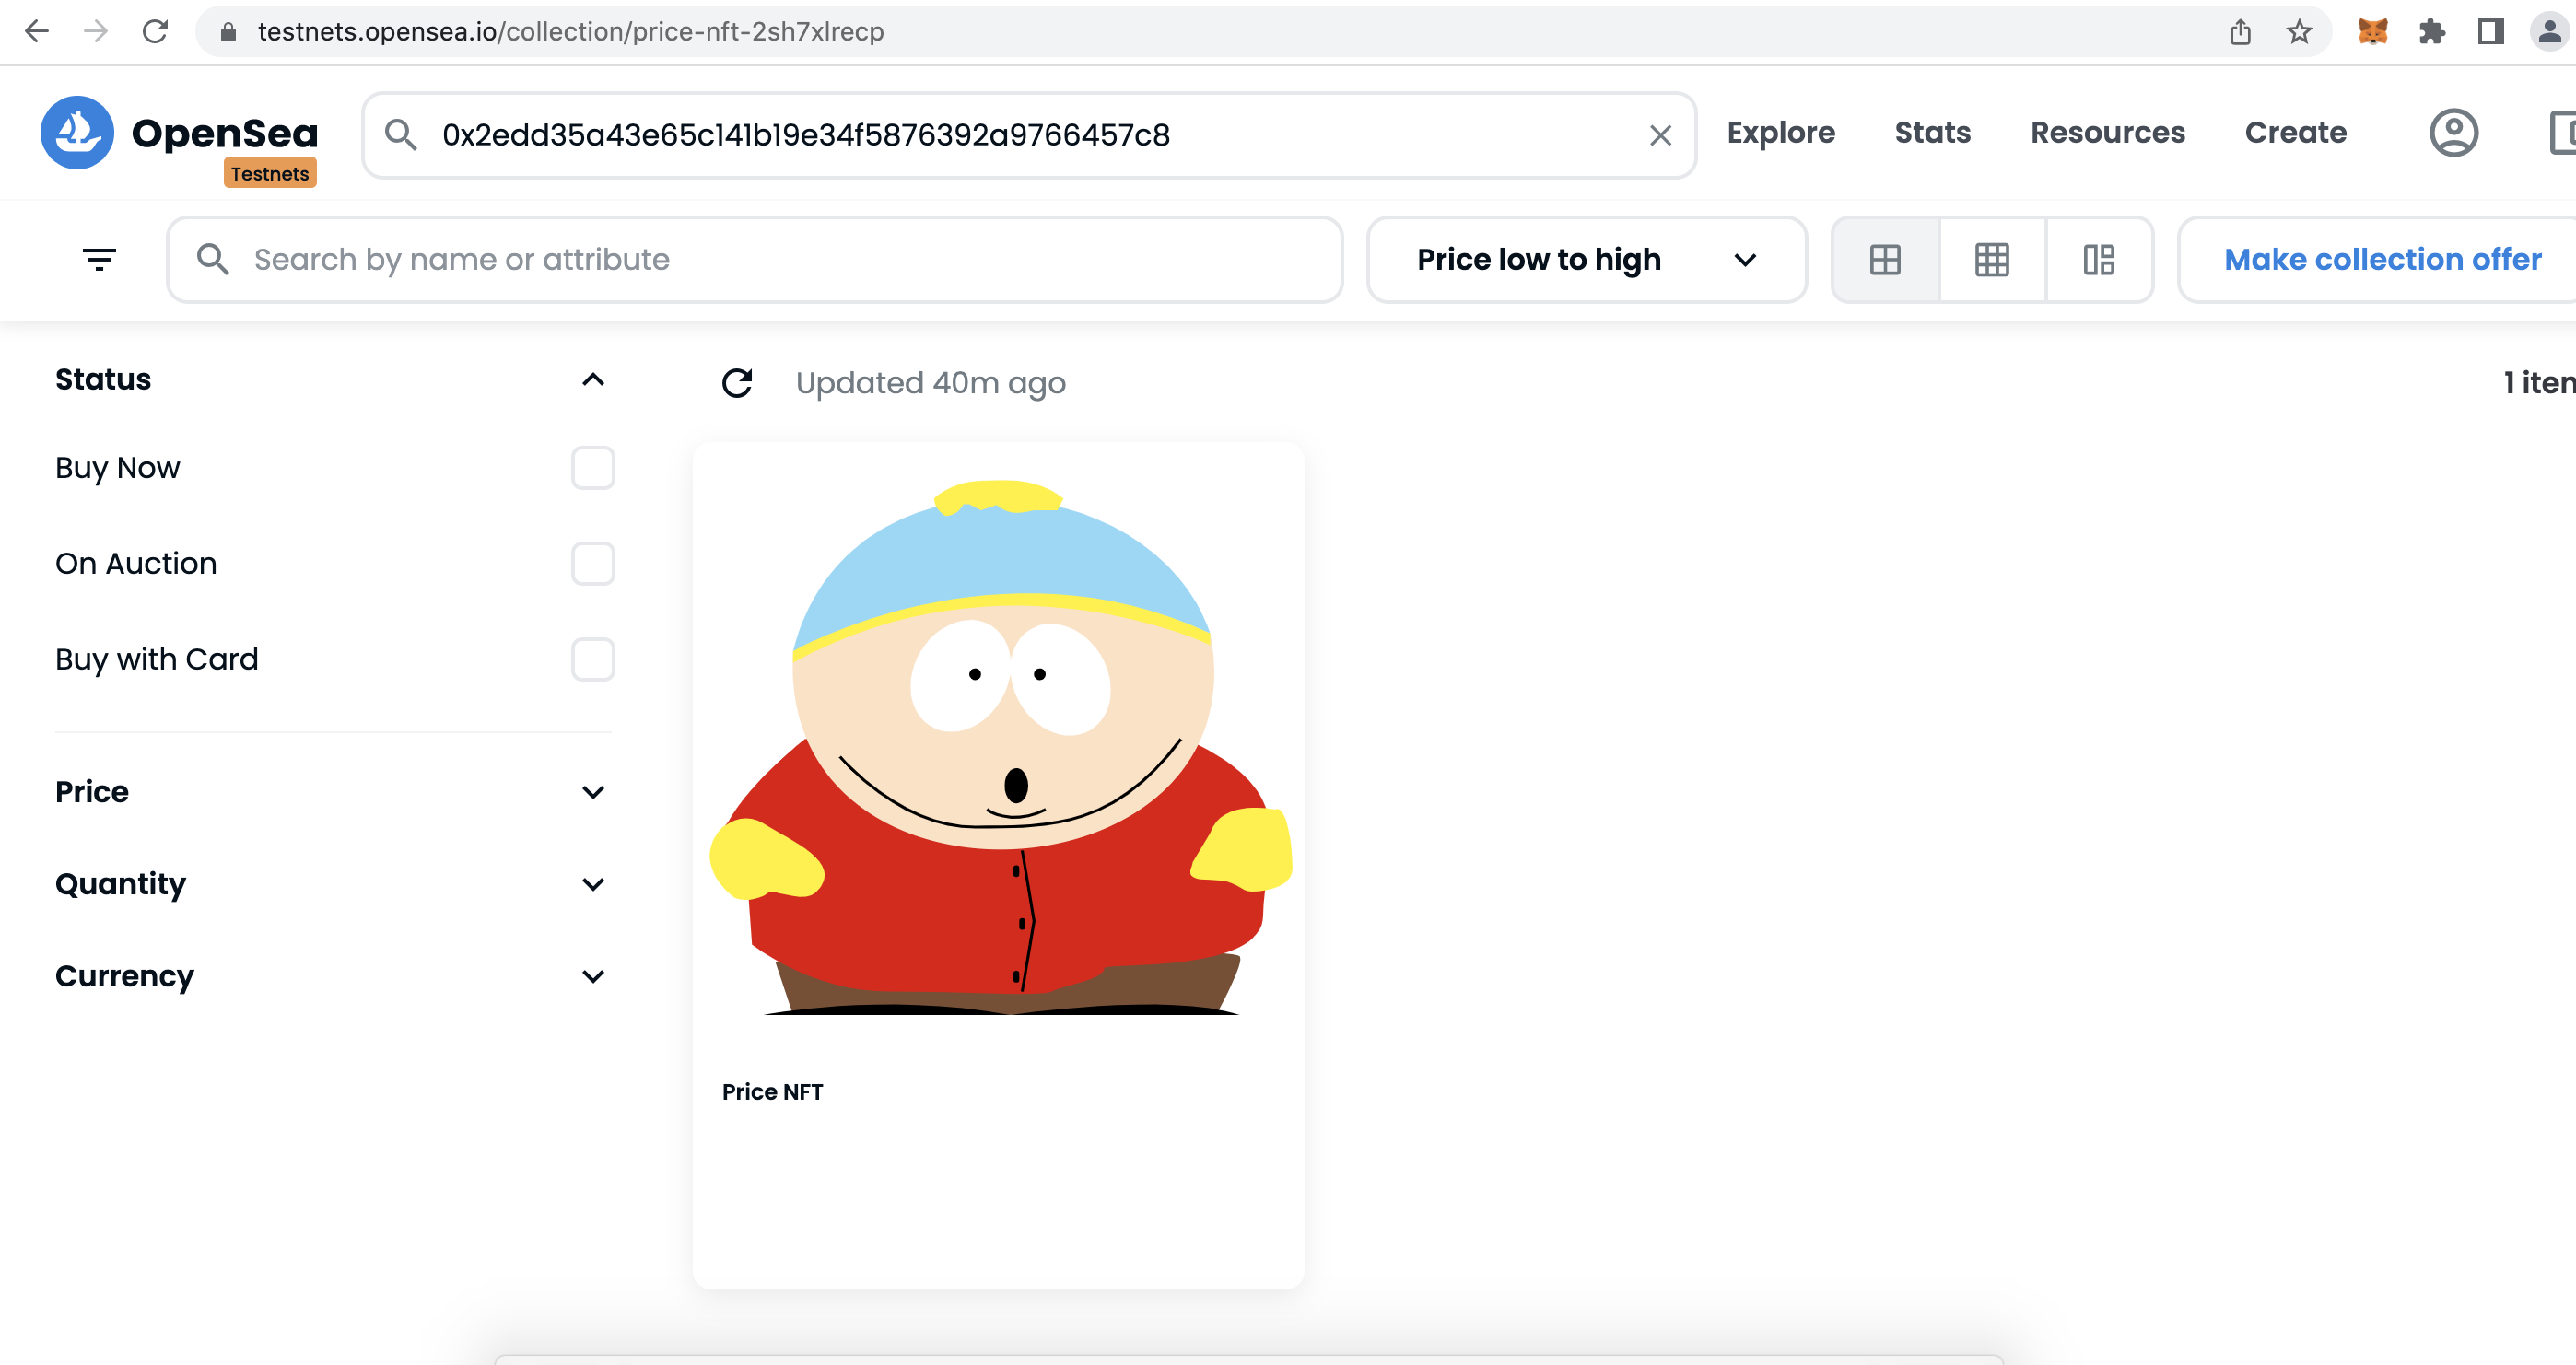 testnets.opensea.io/collection/price-nft-2sh7xlrecp
OpenSea
Testnets
0x2edd35a43e65c141b19e34f5876392a9766457c8
Explore
Stats
Resources
Create
Search by name or attribute
Price low to high
Make collection offer
Status
Updated 40m ago
1 iten
Buy Now
On Auction
Buy with Card
Price
Quantity
Currency
Price NFT